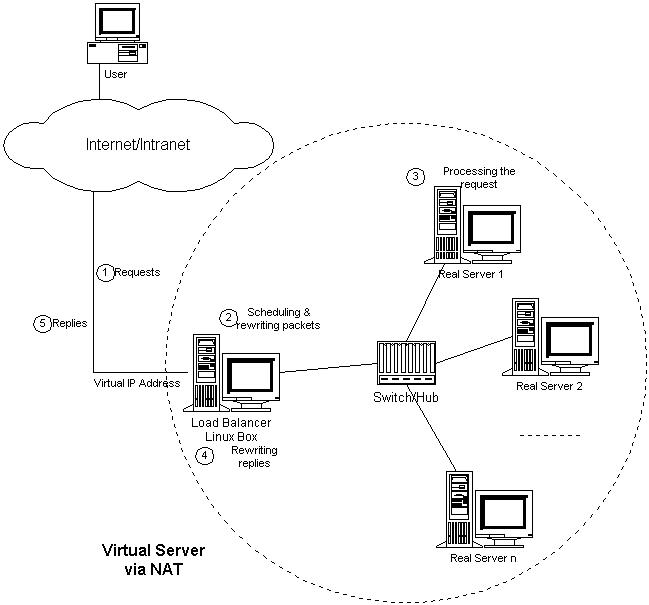 User
Internet/Intranet
3
Processing the
request
1
Requests
Real Server 1
2
Scheduling &
rewriting packets
5
Replies
Virtual IP Address
Switch/Hub
Real Server 2
Load Balancer
Linux Box
4
Rewriting
replies
Real Server n
Virtual Server
via NAT